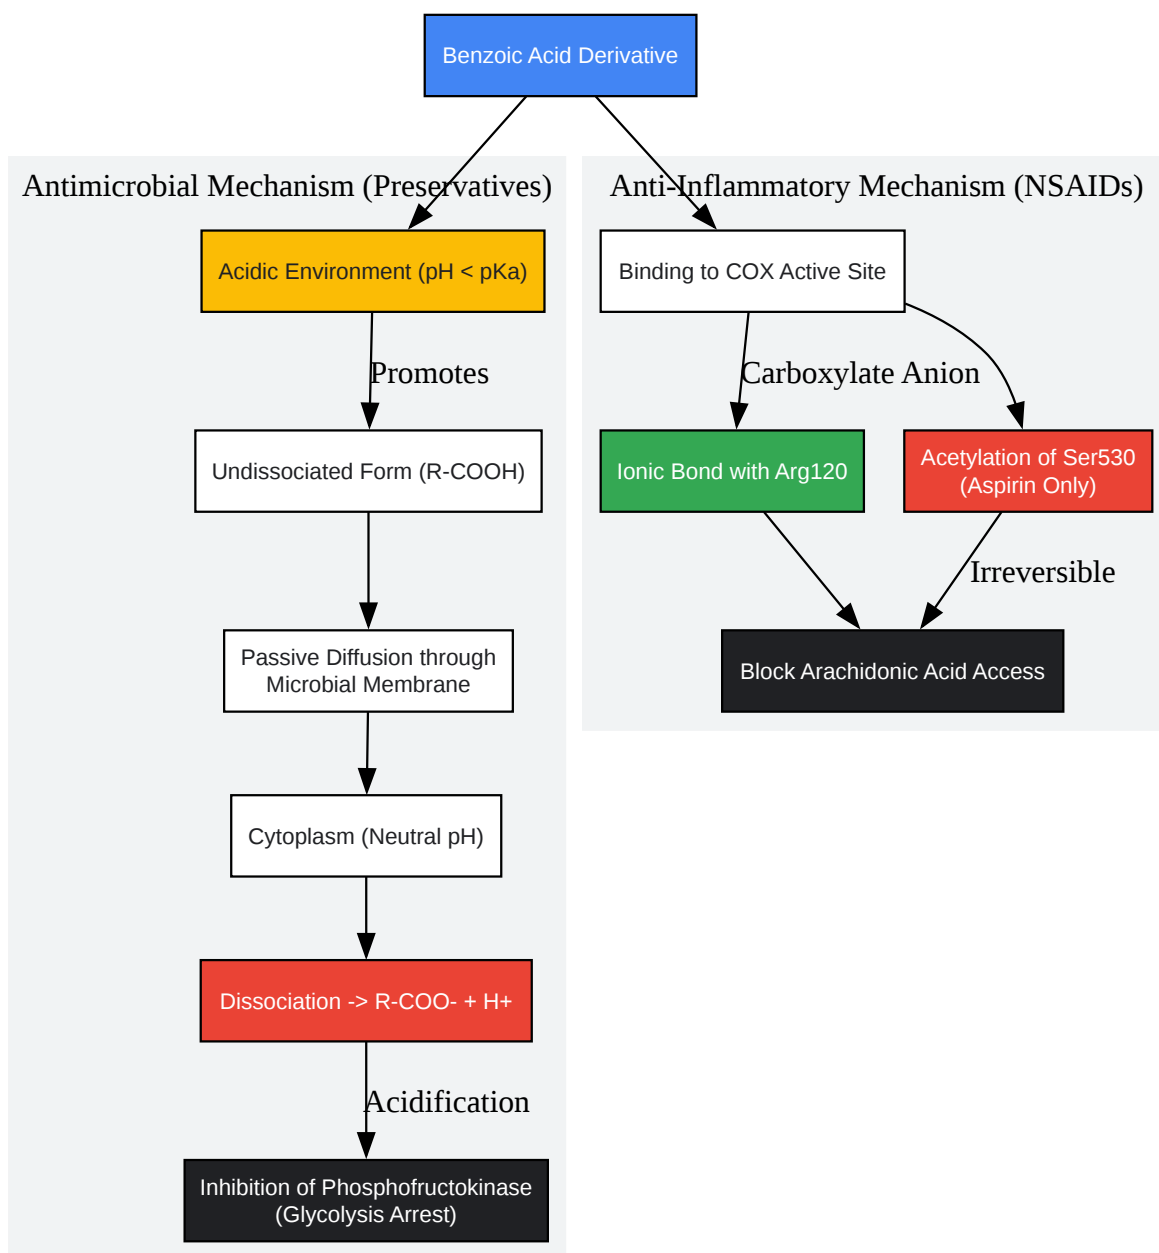 Benzoic Acid Derivative
Antimicrobial Mechanism (Preservatives)
Acidic Environment (pH < pKa)
Promotes
Undissociated Form (R-COOH)
Passive Diffusion through
Microbial Membrane
Cytoplasm (Neutral pH)
Dissociation -> R-COO- + H+
Acidification
Inhibition of Phosphofructokinase
(Glycolysis Arrest)
Anti-Inflammatory Mechanism (NSAIDs)
Binding to COX Active Site
Carboxylate Anion
Ionic Bond with Arg120
Acetylation of Ser530
(Aspirin Only)
Irreversible
Block Arachidonic Acid Access